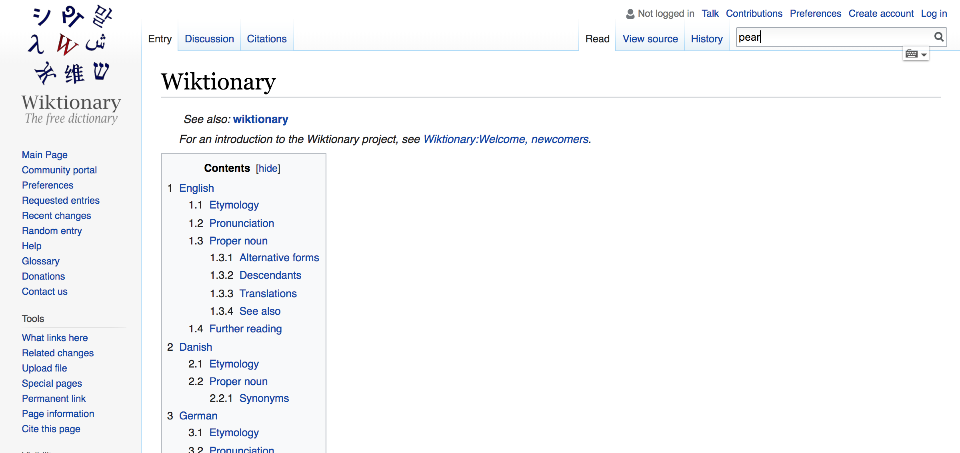 シ Pт 말
λ W ش
维 ש
Wiktionary
The free dictionary
Not logged in Talk Contributions Preferences Create account Log in
Entry Discussion Citations Read View source History pear
Wiktionary
See also: wiktionary
For an introduction to the Wiktionary project, see Wiktionary:Welcome, newcomers.
Contents [hide]
1 English
1.1 Etymology
1.2 Pronunciation
1.3 Proper noun
1.3.1 Alternative forms
1.3.2 Descendants
1.3.3 Translations
1.3.4 See also
1.4 Further reading
2 Danish
2.1 Etymology
2.2 Proper noun
2.2.1 Synonyms
3 German
3.1 Etymology
3.2 Pronunciation
Main Page
Community portal
Preferences
Requested entries
Recent changes
Random entry
Help
Glossary
Donations
Contact us
Tools
What links here
Related changes
Upload file
Special pages
Permanent link
Page information
Cite this page